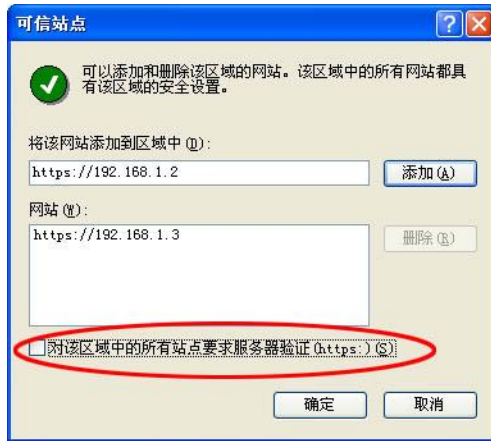 可信站点
可以添加和删除该区域的网站。该区域中的所有网站都具
有该区域的安全设置。
将该网站添加到区域中(D):
https://192.168.1.2
添加(A)
网站(W):
https://192.168.1.3
删除(R)
对该区域中的所有站点要求服务器验证(https:)(S)
确定
取消